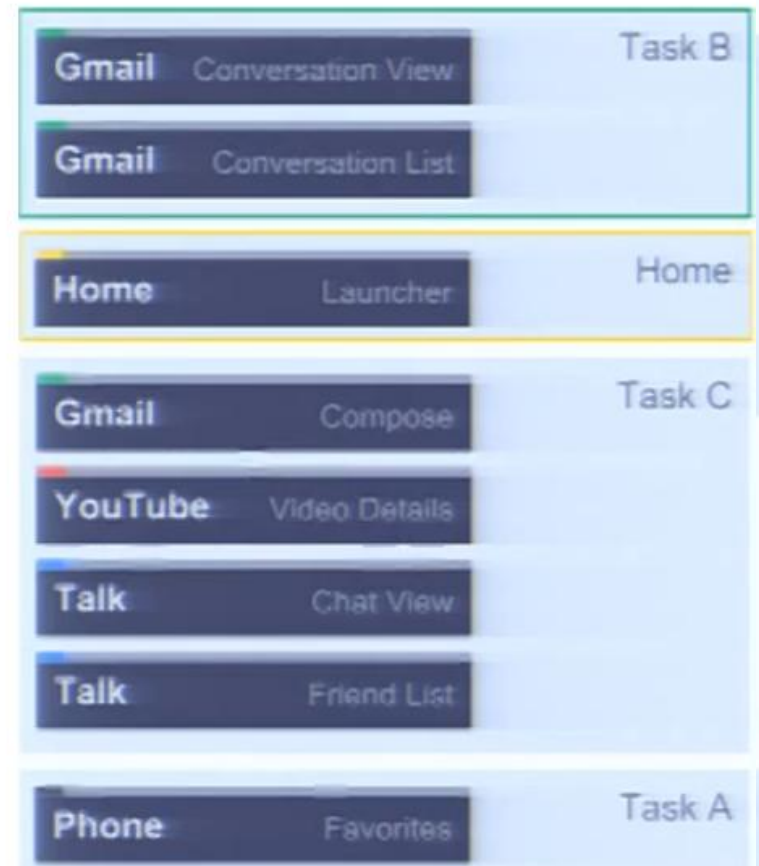 Task B
Gmail Conversation View
Gmail Conversation List
Home
Home Launcher
Task C
Gmail Compose
YouTube Video Details
Talk Chat View
Talk Friend List
Task A
Phone Favorites